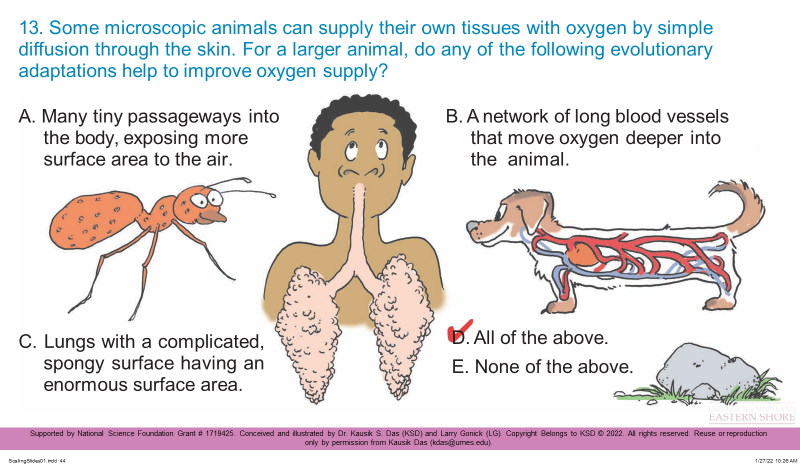 13. Some microscopic animals can supply their own tissues with oxygen by simple
diffusion through the skin. For a larger animal, do any of the following evolutionary
adaptations help to improve oxygen supply?
A. Many tiny passageways into
the body, exposing more
surface area to the air.
B. A network of long blood vessels
that move oxygen deeper into
the animal.
C. Lungs with a complicated,
spongy surface having an
enormous surface area.
D. All of the above.
E. None of the above.
EASTERN SHORE
Supported by National Science Foundation Grant # 1719425. Conceived and illustrated by Dr. Kausik S. Das (KSD) and Larry Gonick (LG). Copyright Belongs to KSD © 2022. All rights reserved. Reuse or reproduction
only by permission from Kausik Das (kdas@umes.edu).
ScalingSlides01.indd 44
1/27/22 10:26 AM